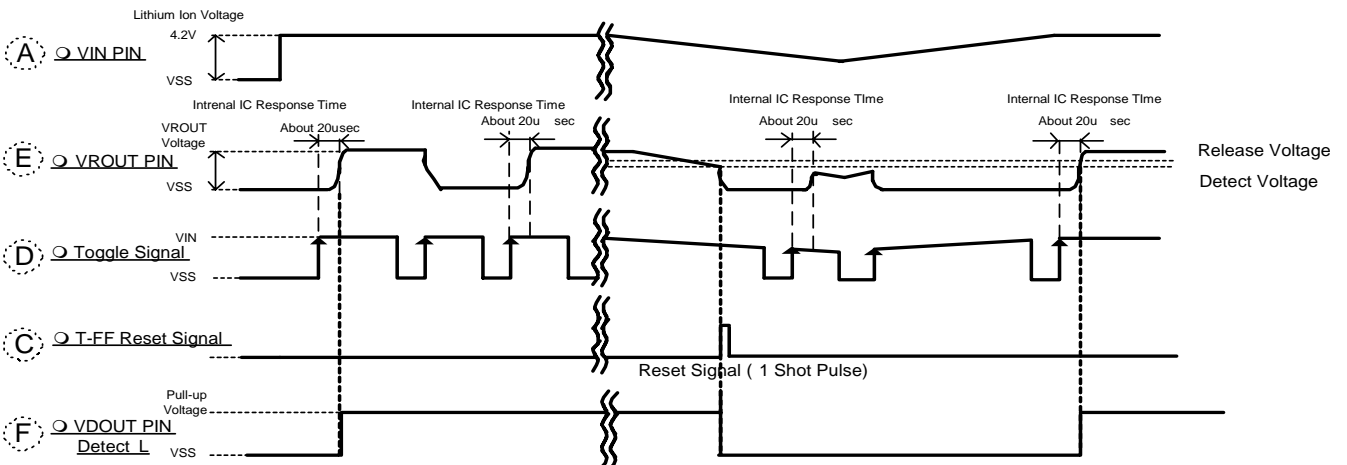 Lithium Ion Voltage
4.2V
A ❍ VIN PIN
VSS
Intrenal IC Response Time
Internal IC Response Time
Internal IC Response TIme
Internal IC Response TIme
About 20usec
About 20u sec
About 20u sec
About 20u sec
VROUT
Voltage
E ❍ VROUT PIN
VSS
Release Voltage
Detect Voltage
VIN
D ❍ Toggle Signal
VSS
C ❍ T-FF Reset Signal
Reset Signal ( 1 Shot Pulse)
Pull-up
Voltage
F ❍ VDOUT PIN
Detect L
VSS